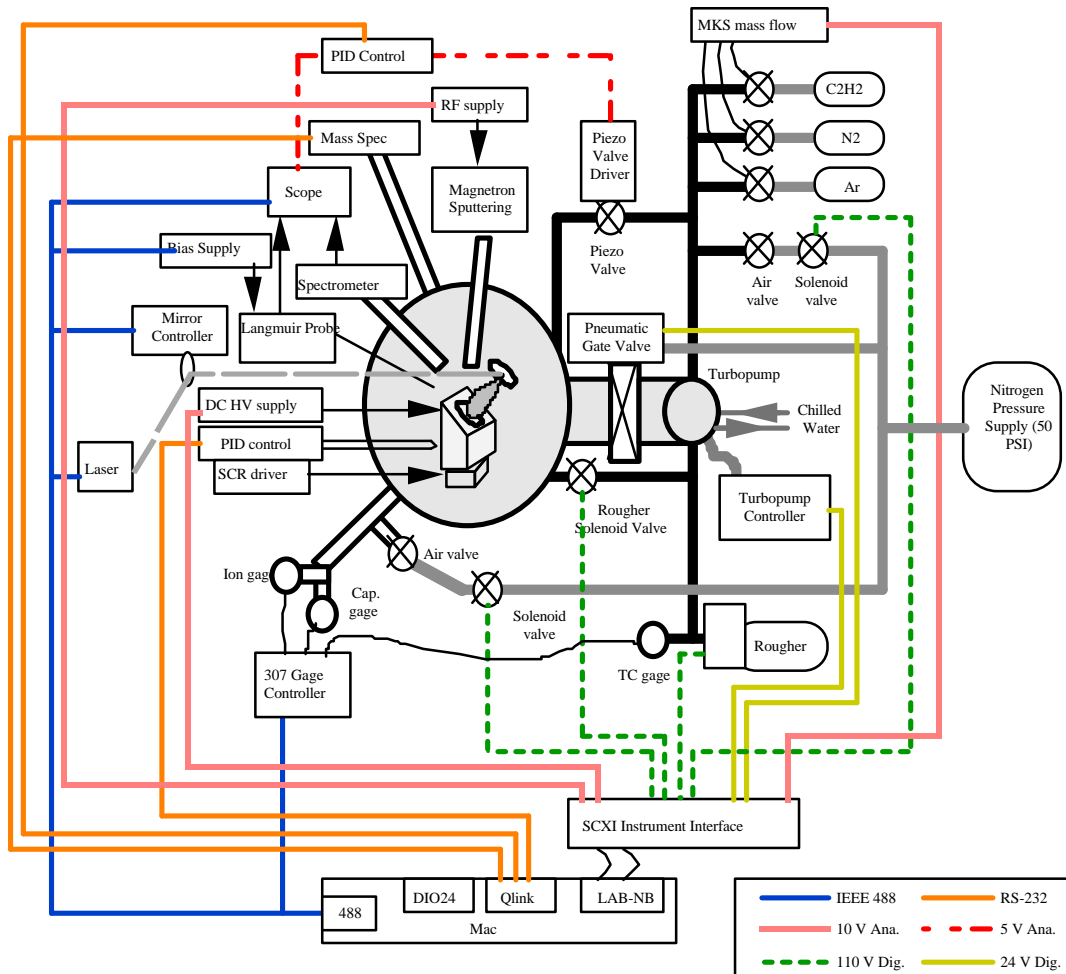 MKS mass flow
PID Control
C2H2
RF supply
Mass Spec
Piezo
Valve
Driver
N2
Scope
Magnetron
Sputtering
Ar
Bias Supply
Piezo
Valve
Air
valve
Solenoid
valve
Spectrometer
Mirror
Controller
Langmuir Probe
Pneumatic
Gate Valve
Turbopump
DC HV supply
Nitrogen
Pressure
Supply (50
PSI)
Chilled
Water
PID control
Laser
SCR driver
Turbopump
Controller
Rougher
Solenoid Valve
Air valve
Ion gag
Cap.
gage
Solenoid
valve
Rougher
307 Gage
Controller
TC gage
SCXI Instrument Interface
488
DIO24
Qlink
LAB-NB
Mac
IEEE 488
RS-232
10 V Ana.
5 V Ana.
110 V Dig.
24 V Dig.